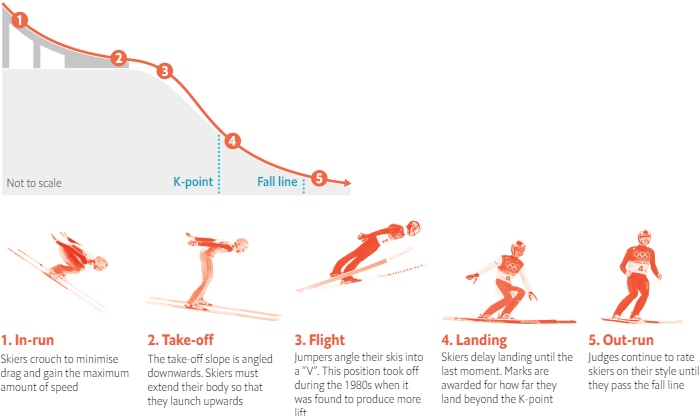 1
2
3
4
5
Not to scale
K-point
Fall line
1. In-run
Skiers crouch to minimise
drag and gain the maximum
amount of speed
2. Take-off
The take-off slope is angled
downwards. Skiers must
extend their body so that
they launch upwards
3. Flight
Jumpers angle their skis into
a "V". This position took off
during the 1980s when it
was found to produce more
lift
4. Landing
Skiers delay landing until the
last moment. Marks are
awarded for how far they
land beyond the K-point
5. Out-run
Judges continue to rate
skiers on their style until
they pass the fall line